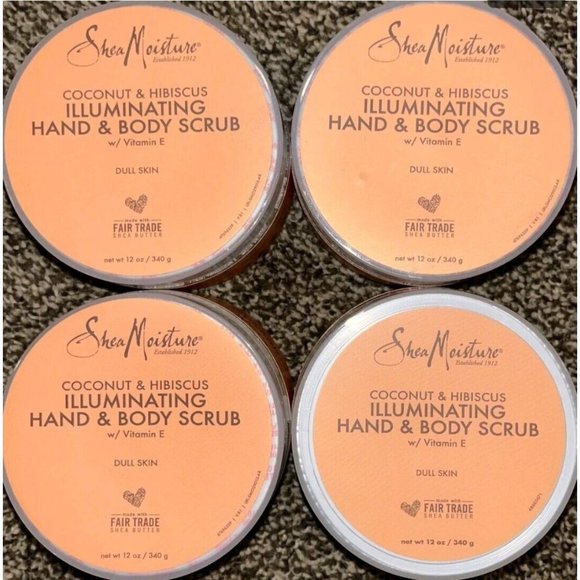 SheaMoisture®
Established 1912
COCONUT & HIBISCUS
ILLUMINATING
HAND & BODY SCRUB
w/ Vitamin E
DULL SKIN
made with
FAIR TRADE
SHEA BUTTER
net wt 12 oz / 340 g
SheaMoisture®
Established 1912
COCONUT & HIBISCUS
ILLUMINATING
HAND & BODY SCRUB
w/ Vitamin E
DULL SKIN
made with
FAIR TRADE
SHEA BUTTER
net wt 12 oz / 340 g
SheaMoisture®
Established 1912
COCONUT & HIBISCUS
ILLUMINATING
HAND & BODY SCRUB
w/ Vitamin E
DULL SKIN
made with
FAIR TRADE
SHEA BUTTER
net wt 12 oz / 340 g
SheaMoisture®
Established 1912
COCONUT & HIBISCUS
ILLUMINATING
HAND & BODY SCRUB
w/ Vitamin E
DULL SKIN
made with
FAIR TRADE
SHEA BUTTER
net wt 12 oz / 340 g